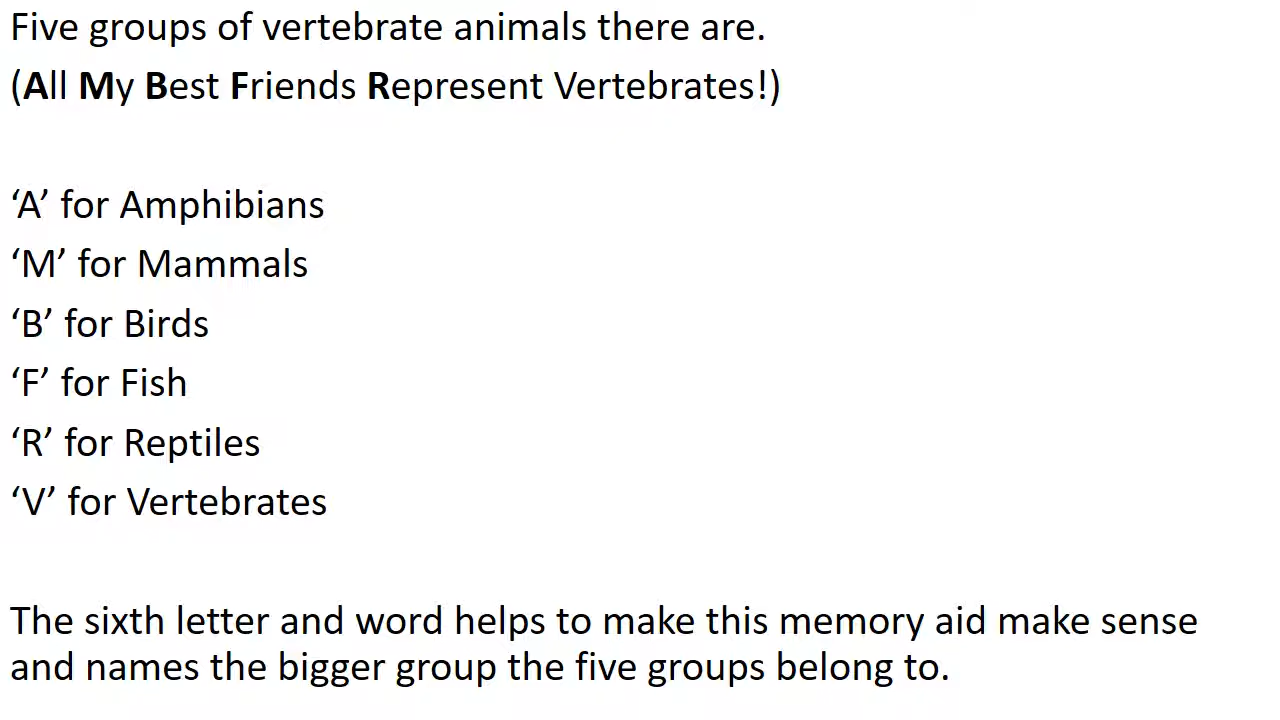 Five groups of vertebrate animals there are.
(All My Best Friends Represent Vertebrates!)
‘A’ for Amphibians
‘M’ for Mammals
‘B’ for Birds
‘F’ for Fish
‘R’ for Reptiles
‘V’ for Vertebrates
The sixth letter and word helps to make this memory aid make sense
and names the bigger group the five groups belong to.